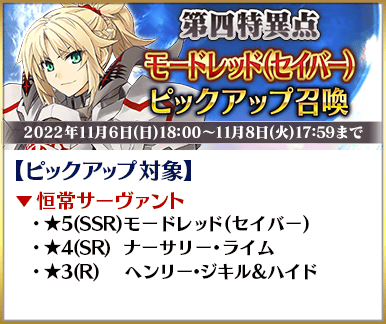 第四特異点
モードレッド(セイバー)
ピックアップ召喚
2022年11月6日(日)18:00～11月8日(火)17:59まで
【ピックアップ対象】
▼恒常サーヴァント
・★5(SSR)モードレッド(セイバー)
・★4(SR) ナーサリー・ライム
・★3(R) ヘンリー・ジキル&ハイド